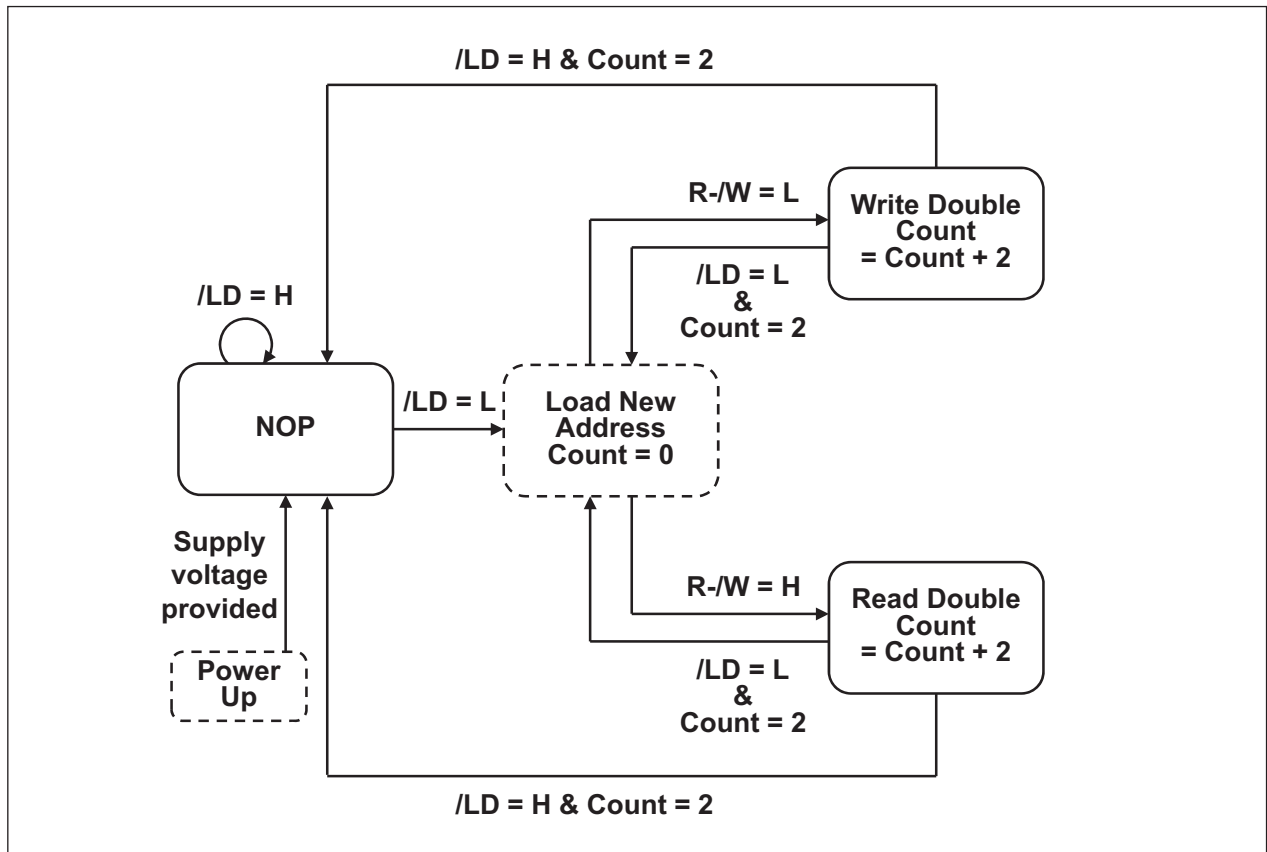 /LD = H & Count = 2
R-/W = L
Write Double
Count
= Count + 2
/LD = L
&
Count = 2
/LD = H
NOP
/LD = L
Load New
Address
Count = 0
Supply
voltage
provided
Power
Up
R-/W = H
Read Double
Count
= Count + 2
/LD = L
&
Count = 2
/LD = H & Count = 2